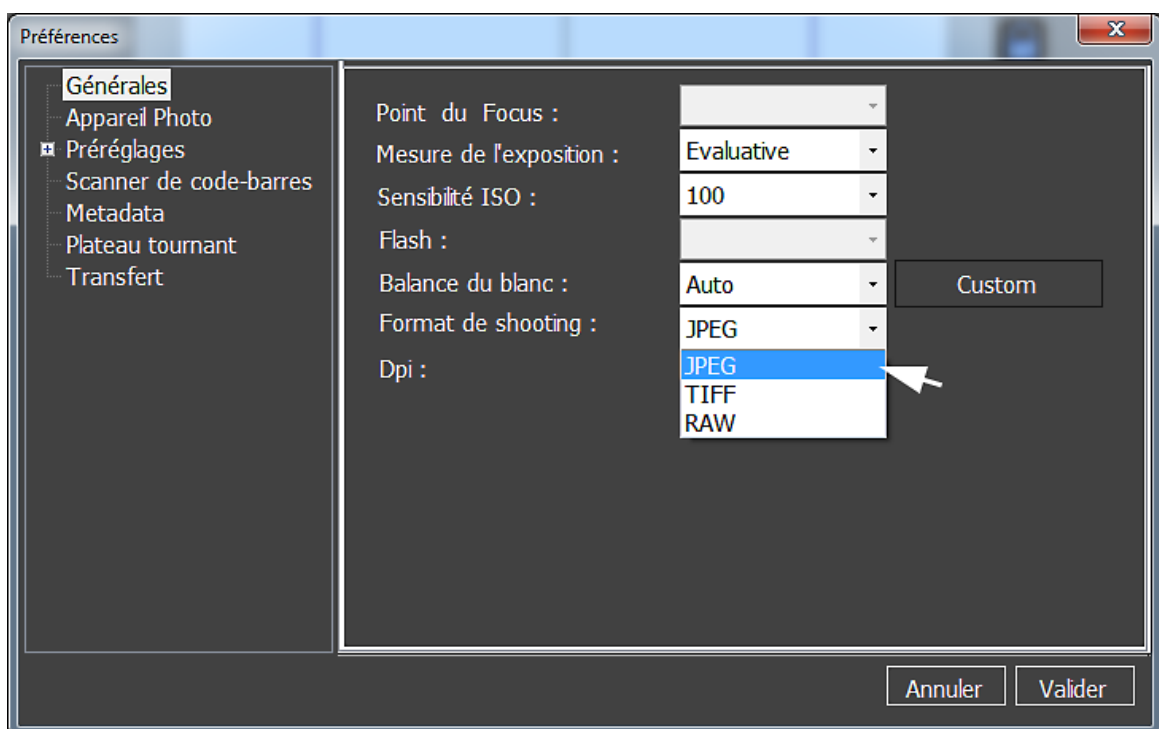 Préférences
x
Générales
Appareil Photo
Préréglages
Scanner de code-barres
Metadata
Plateau tournant
Transfert
Point du Focus :
Mesure de l'exposition : Evaluative
Sensibilité ISO : 100
Flash :
Balance du blanc : Auto Custom
Format de shooting : JPEG
Dpi : JPEG
TIFF
RAW
Annuler Valider